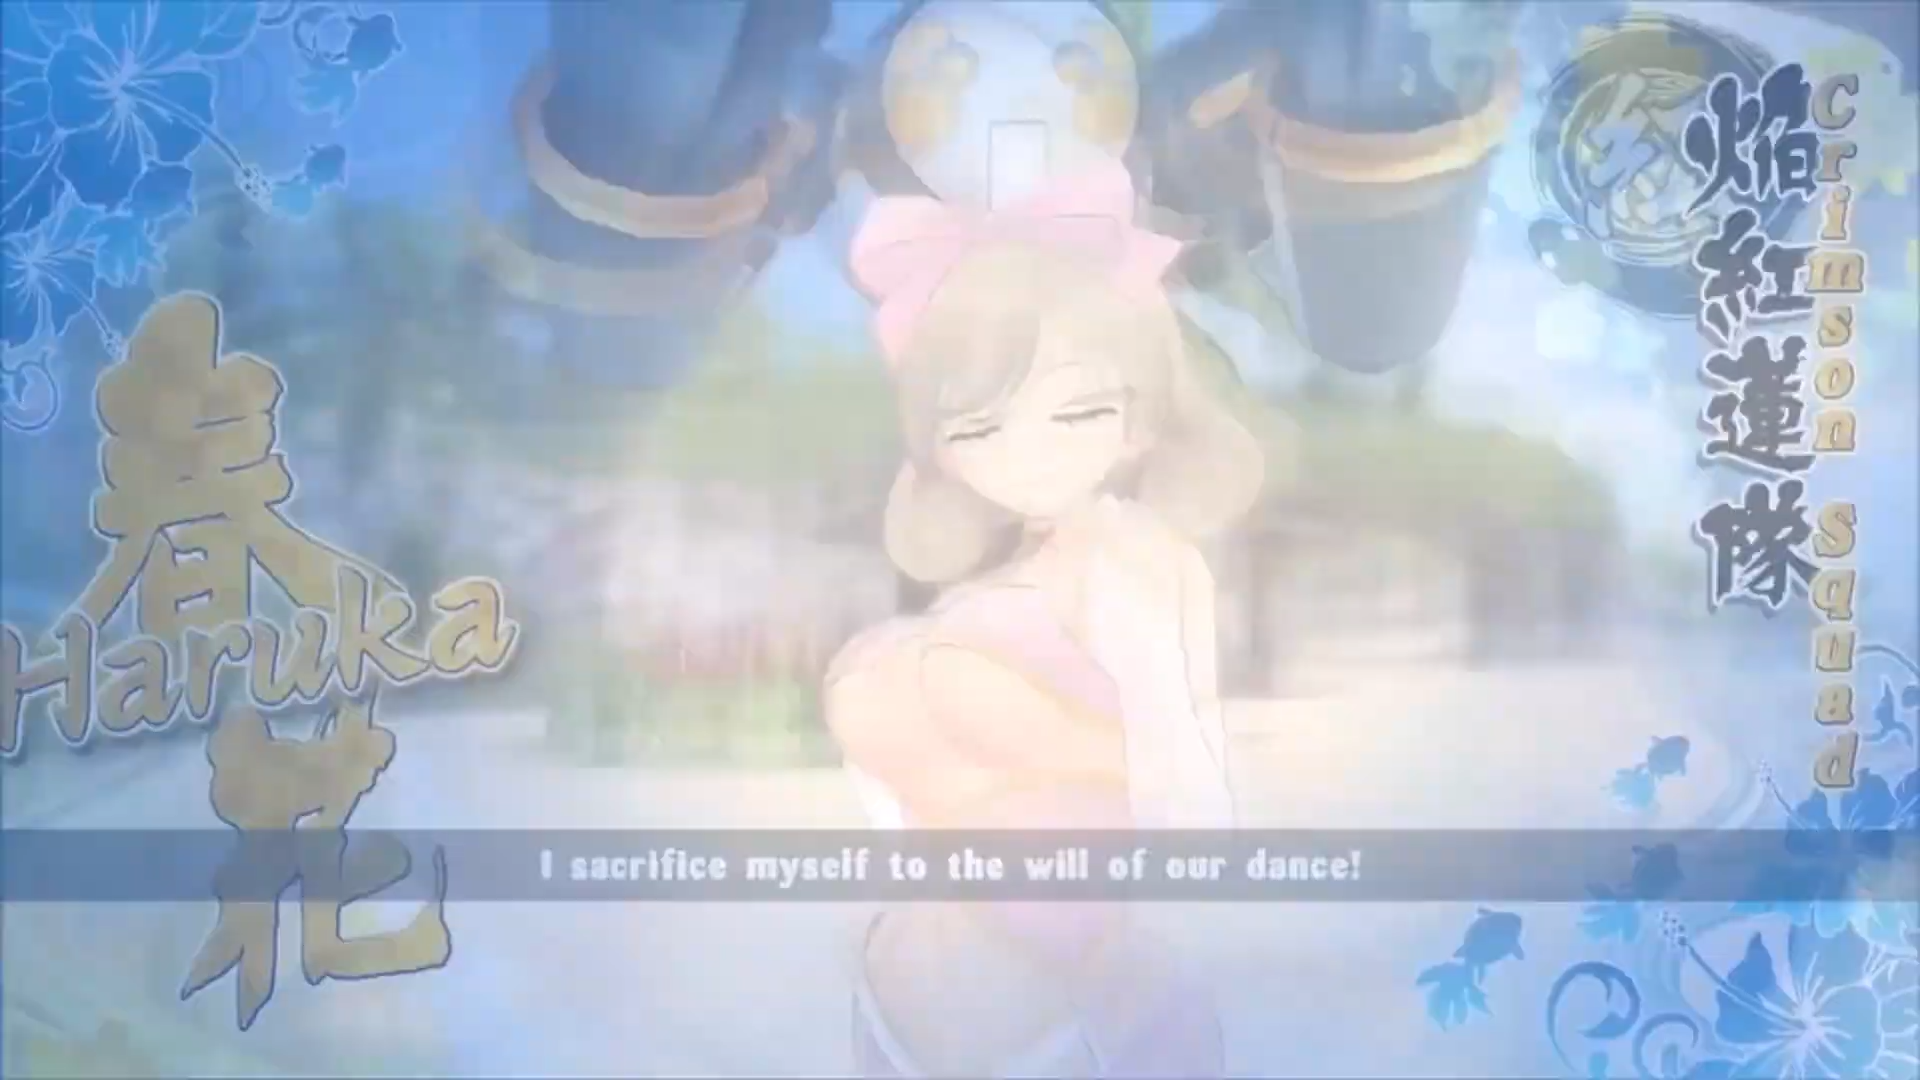 春花
Haruka
焔紅蓮隊
Crimson Squad
I sacrifice myself to the will of our dance!